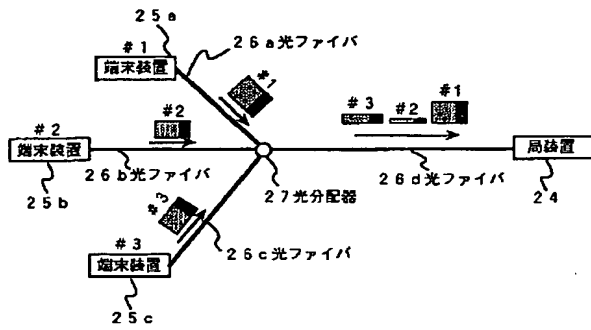 25a
26a光ファイバ
#1
端末装置
#1
#2
#3
#2
#1
#2
端末装置
局装置
26b光ファイバ
27光分配器
26d光ファイバ
24
25b
#3
26c光ファイバ
#3
端末装置
25c